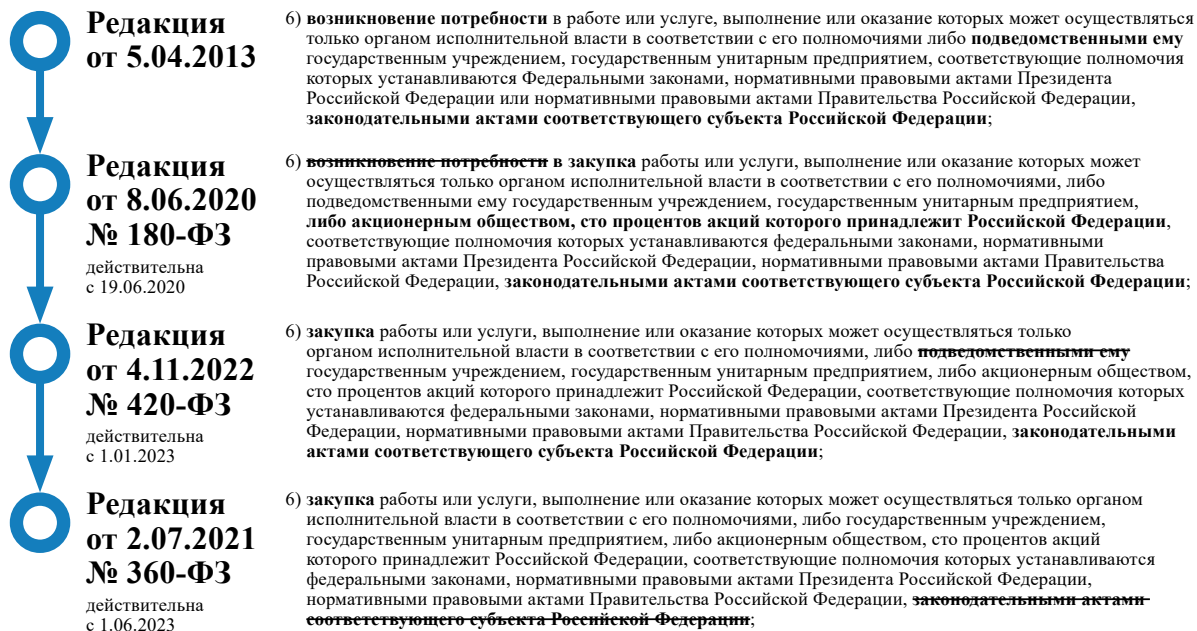 Редакция
от 5.04.2013
6) возникновение потребности в работе или услуге, выполнение или оказание которых может осуществляться
только органом исполнительной власти в соответствии с его полномочиями либо подведомственными ему
государственным учреждением, государственным унитарным предприятием, соответствующие полномочия
которых устанавливаются Федеральными законами, нормативными правовыми актами Президента
Российской Федерации или нормативными правовыми актами Правительства Российской Федерации,
законодательными актами соответствующего субъекта Российской Федерации;
Редакция
от 8.06.2020
№ 180-ФЗ
действительна
с 19.06.2020
6) возникновение потребности в закупка работы или услуги, выполнение или оказание которых может
осуществляться только органом исполнительной власти в соответствии с его полномочиями, либо
подведомственными ему государственным учреждением, государственным унитарным предприятием,
либо акционерным обществом, сто процентов акций которого принадлежит Российской Федерации,
соответствующие полномочия которых устанавливаются федеральными законами, нормативными
правовыми актами Президента Российской Федерации, нормативными правовыми актами Правительства
Российской Федерации, законодательными актами соответствующего субъекта Российской Федерации;
Редакция
от 4.11.2022
№ 420-ФЗ
действительна
с 1.01.2023
6) закупка работы или услуги, выполнение или оказание которых может осуществляться только
органом исполнительной власти в соответствии с его полномочиями, либо подведомственными ему
государственным учреждением, государственным унитарным предприятием, либо акционерным обществом,
сто процентов акций которого принадлежит Российской Федерации, соответствующие полномочия которых
устанавливаются федеральными законами, нормативными правовыми актами Президента Российской
Федерации, нормативными правовыми актами Правительства Российской Федерации, законодательными
актами соответствующего субъекта Российской Федерации;
Редакция
от 2.07.2021
№ 360-ФЗ
действительна
с 1.06.2023
6) закупка работы или услуги, выполнение или оказание которых может осуществляться только органом
исполнительной власти в соответствии с его полномочиями, либо государственным учреждением,
государственным унитарным предприятием, либо акционерным обществом, сто процентов акций
которого принадлежит Российской Федерации, соответствующие полномочия которых устанавливаются
федеральными законами, нормативными правовыми актами Президента Российской Федерации,
нормативными правовыми актами Правительства Российской Федерации, законодательными актами
соответствующего субъекта Российской Федерации;